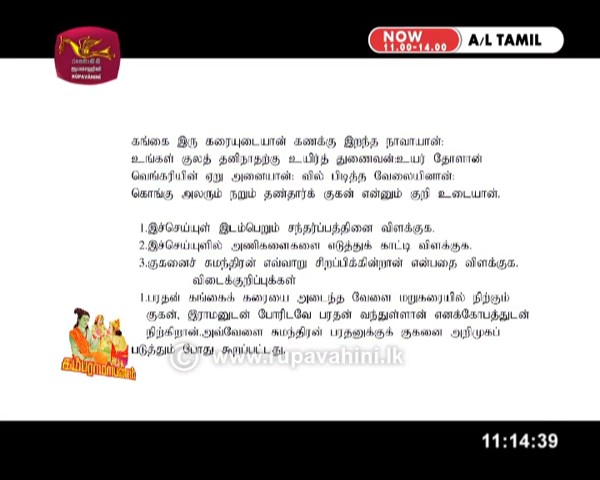 NOW
11.00-14.00
A/L TAMIL
RUPAVAHINI
கங்கை இரு கரையுடையான் கணக்கு இறந்த நாவாயான்;
உங்கள் குலத் தனிநாதற்கு உயிர்த் துணைவன்;உயர் தோளான்
வெங்கரியின் ஏறு அனையான்; வில் பிடித்த வேலையினான்;
கொங்கு அலரும் நறும் தண்தார்க் குகன் என்னும் குறி உடையான்.
1.இச்செய்யுள் இடம்பெறும் சந்தர்ப்பத்தினை விளக்குக.
2.இச்செய்யுளில் அணிகளைகளை எடுத்துக் காட்டி விளக்குக.
3.குகனைச் சுமந்திரன் எவ்வாறு சிறப்பிக்கின்றான் என்பதை விளக்குக.
விடைக்குறிப்புக்கள்
1.பரதன் கங்கைக் கரையை அடைந்த வேளை மறுகரையில் நிற்கும்
குகன், இராமனுடன் போரிடவே பரதன் வந்துள்ளான் எனக்கோபத்துடன்
நிற்கிறான்.அவ்வேளை சுமந்திரன் பரதனுக்குக் குகனை அறிமுகப்
படுத்தும் போது கூறப்பட்டது.
கம்பராமாயணம்
© www.rupavahini.lk
11:14:39